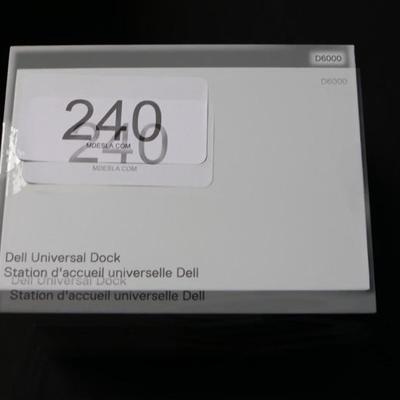 D6000
D6000
240
MDESLA.COM
240
MDESLA.COM
Dell Universal Dock
Station d'accueil universelle Dell
Dell Universal Dock
Station d'accueil universelle Dell